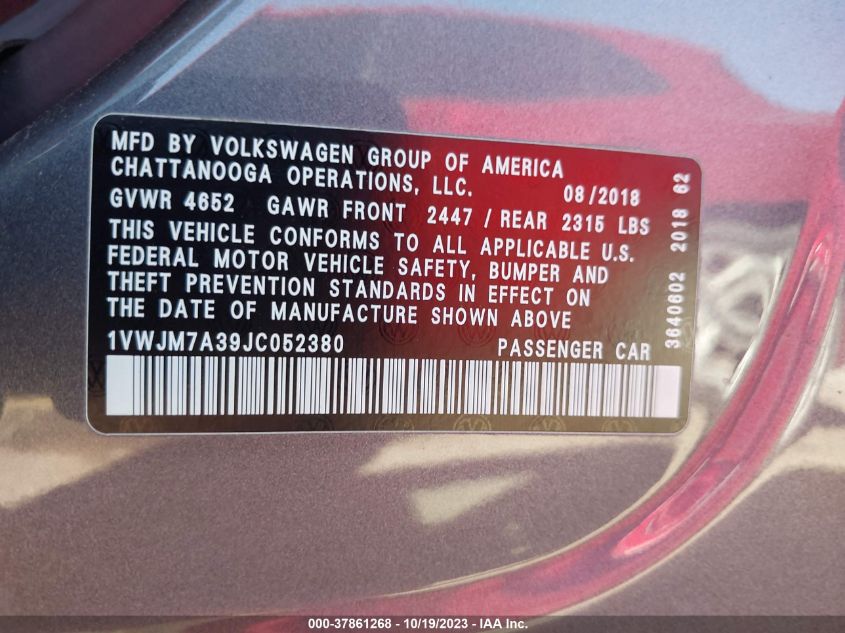 MFD BY VOLKSWAGEN GROUP OF AMERICA
CHATTANOOGA OPERATIONS, LLC. 08/2018
GVWR 4652 GAWR FRONT 2447 / REAR 2315 LBS
THIS VEHICLE CONFORMS TO ALL APPLICABLE U.S.
FEDERAL MOTOR VEHICLE SAFETY, BUMPER AND
THEFT PREVENTION STANDARDS IN EFFECT ON
THE DATE OF MANUFACTURE SHOWN ABOVE
1VWJM7A39JC052380 PASSENGER CAR
3640602 2018 62
000-37861268 - 10/19/2023 - IAA Inc.